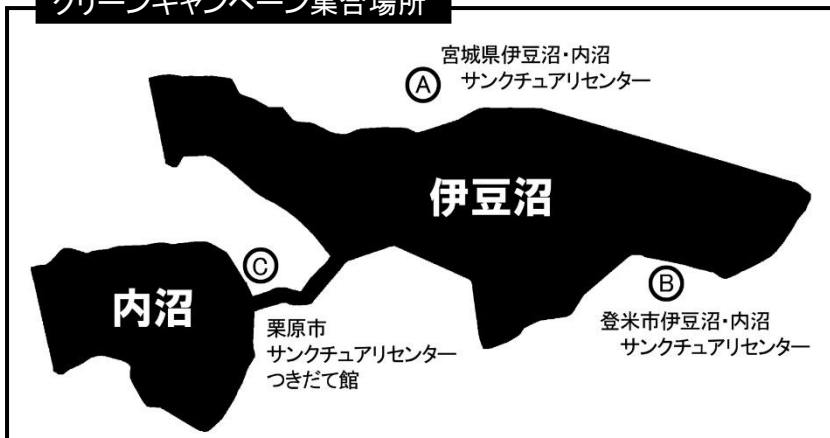 クリーンキャンペーン集合場所
宮城県伊豆沼・内沼
Ⓐ サンクチュアリセンター
伊豆沼
Ⓒ
内沼
栗原市
サンクチュアリセンター
つきだて館
Ⓑ
登米市伊豆沼・内沼
サンクチュアリセンター